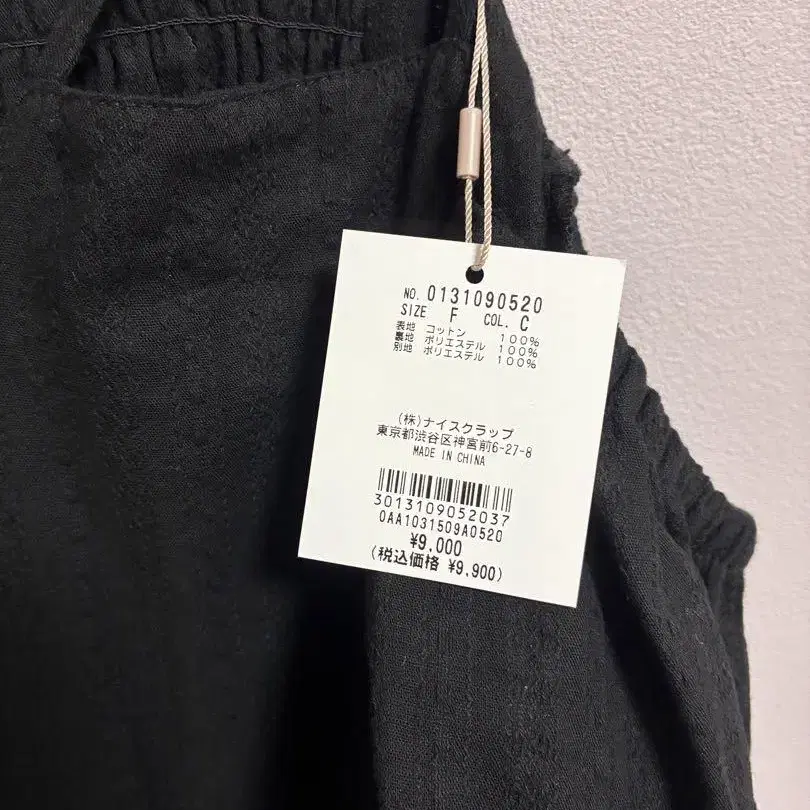 NO. 0131090520
SIZE F COL. C
表地 コットン 100%
裏地 ポリエステル 100%
別地 ポリエステル 100%
(株)ナイスクラップ
東京都渋谷区神宮前6-27-8
MADE IN CHINA
3013109052037
0AA1031509A0520
¥9,000
(税込価格 ¥9,900)